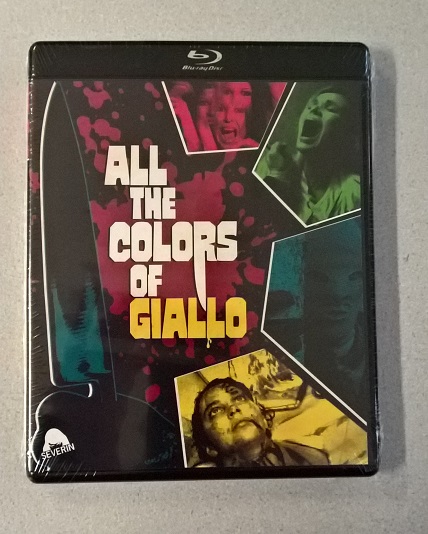 Blu-ray Disc
ALL
THE
COLORS
OF
GIALLO
SEVERIN